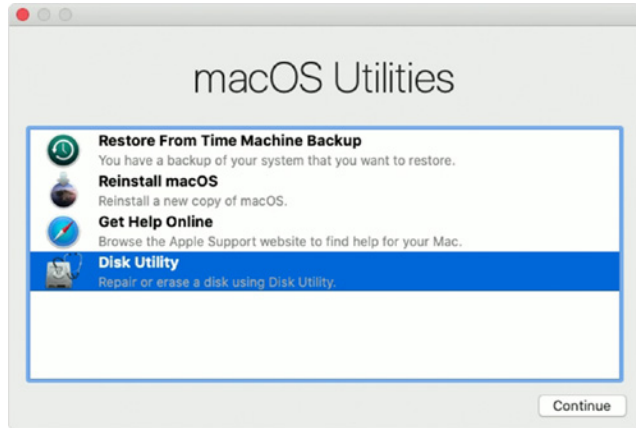 macOS Utilities
Restore From Time Machine Backup
You have a backup of your system that you want to restore.
Reinstall macOS
Reinstall a new copy of macOS.
Get Help Online
Browse the Apple Support website to find help for your Mac.
Disk Utility
Repair or erase a disk using Disk Utility.
Continue